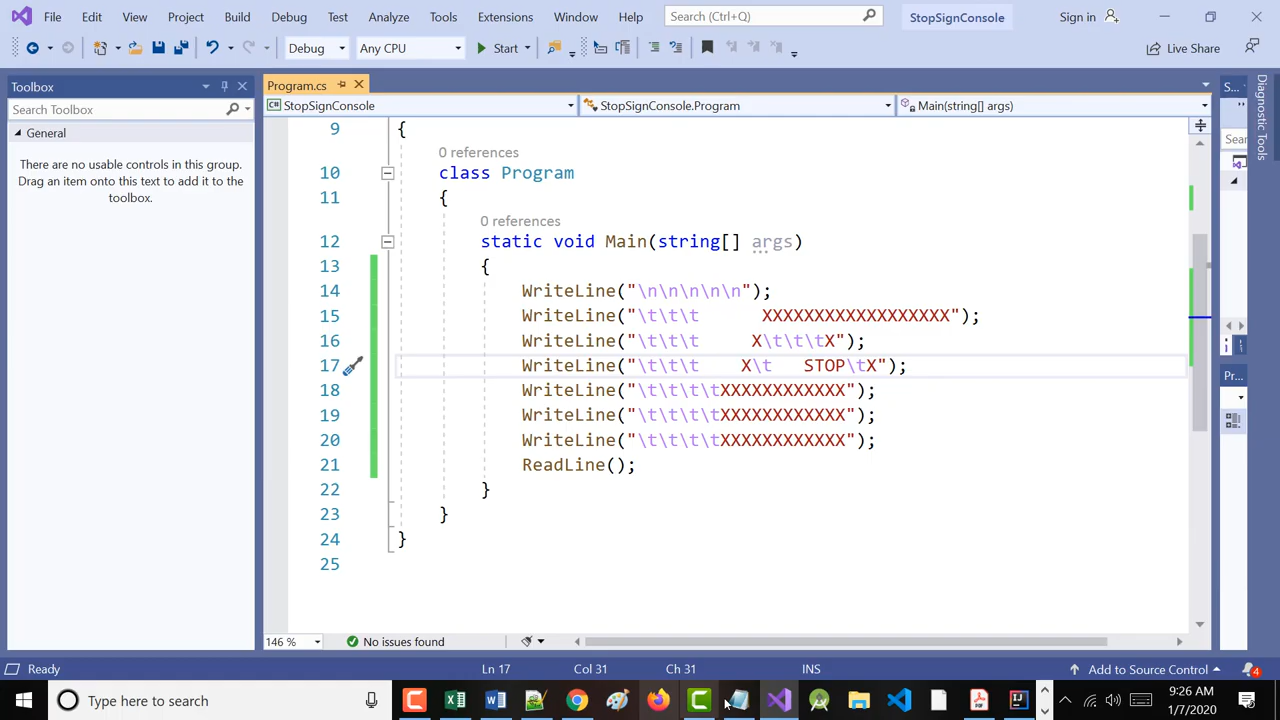 File Edit View Project Build Debug Test Analyze Tools Extensions Window Help Search (Ctrl+Q) StopSignConsole Sign in
Debug Any CPU Start Live Share
Toolbox
Search Toolbox
General
There are no usable controls in this group.
Drag an item onto this text to add it to the
toolbox.
Program.cs
StopSignConsole StopSignConsole.Program Main(string[] args)
9 {
0 references
10 class Program
11 {
0 references
12 static void Main(string[] args)
13 {
14 WriteLine("\n\n\n\n\n");
15 WriteLine("\t\t\t      XXXXXXXXXXXXXXXXXX");
16 WriteLine("\t\t\t     X\t\t\tX");
17 WriteLine("\t\t\t    X\t   STOP\tX");
18 WriteLine("\t\t\t\tXXXXXXXXXXXX");
19 WriteLine("\t\t\t\tXXXXXXXXXXXX");
20 WriteLine("\t\t\t\tXXXXXXXXXXXX");
21 ReadLine();
22 }
23 }
24 }
25
S...
Sear
Pr...
Diagnostic Tools
146 % No issues found
Ready Ln 17 Col 31 Ch 31 INS Add to Source Control 4
Type here to search
9:26 AM
1/7/2020